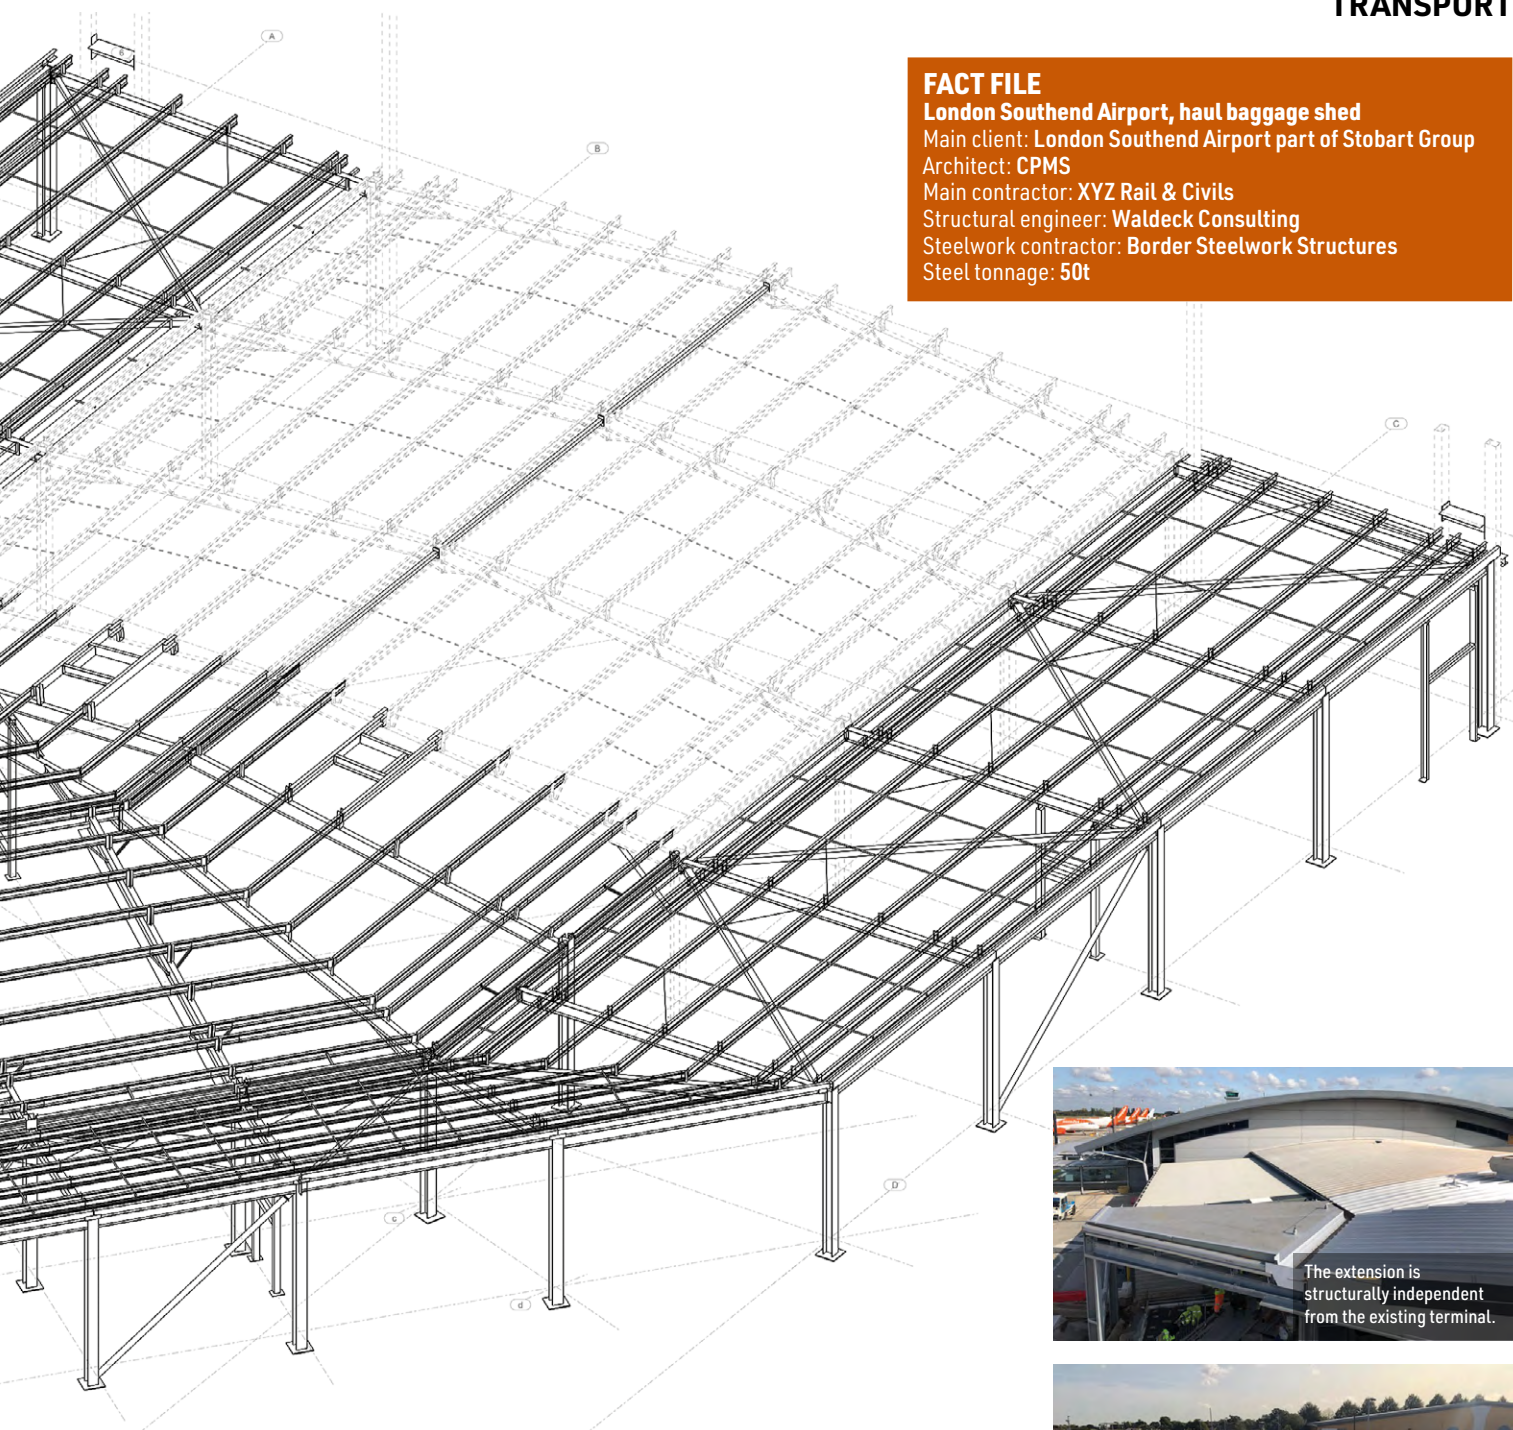 TRANSPORT
FACT FILE
London Southend Airport, haul baggage shed
Main client: London Southend Airport part of Stobart Group
Architect: CPMS
Main contractor: XYZ Rail & Civils
Structural engineer: Waldeck Consulting
Steelwork contractor: Border Steelwork Structures
Steel tonnage: 50t
6
A
B
C
D
c
d
The extension is
structurally independent
from the existing terminal.